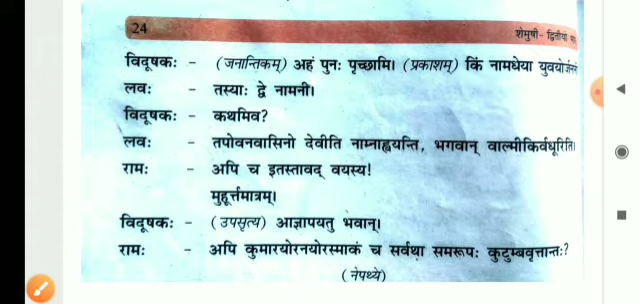 24
शेमुषी- द्वितीयो
विदूषकः - (जनान्तिकम्) अहं पुनः पृच्छामि। (प्रकाशम्) किं नामधेया युवयोर्जननी
लवः - तस्याः द्वे नामनी।
विदूषकः - कथमिव?
लवः - तपोवनवासिनो देवीति नाम्नाह्वयन्ति, भगवान् वाल्मीकिर्वधूरिति।
रामः - अपि च इतस्तावद् वयस्य!
मुहूर्त्तमात्रम्।
विदूषकः - (उपसृत्य) आज्ञापयतु भवान्।
रामः - अपि कुमारयोरनयोरस्माकं च सर्वथा समरूपः कुटुम्बवृत्तान्तः?
(नेपथ्ये)